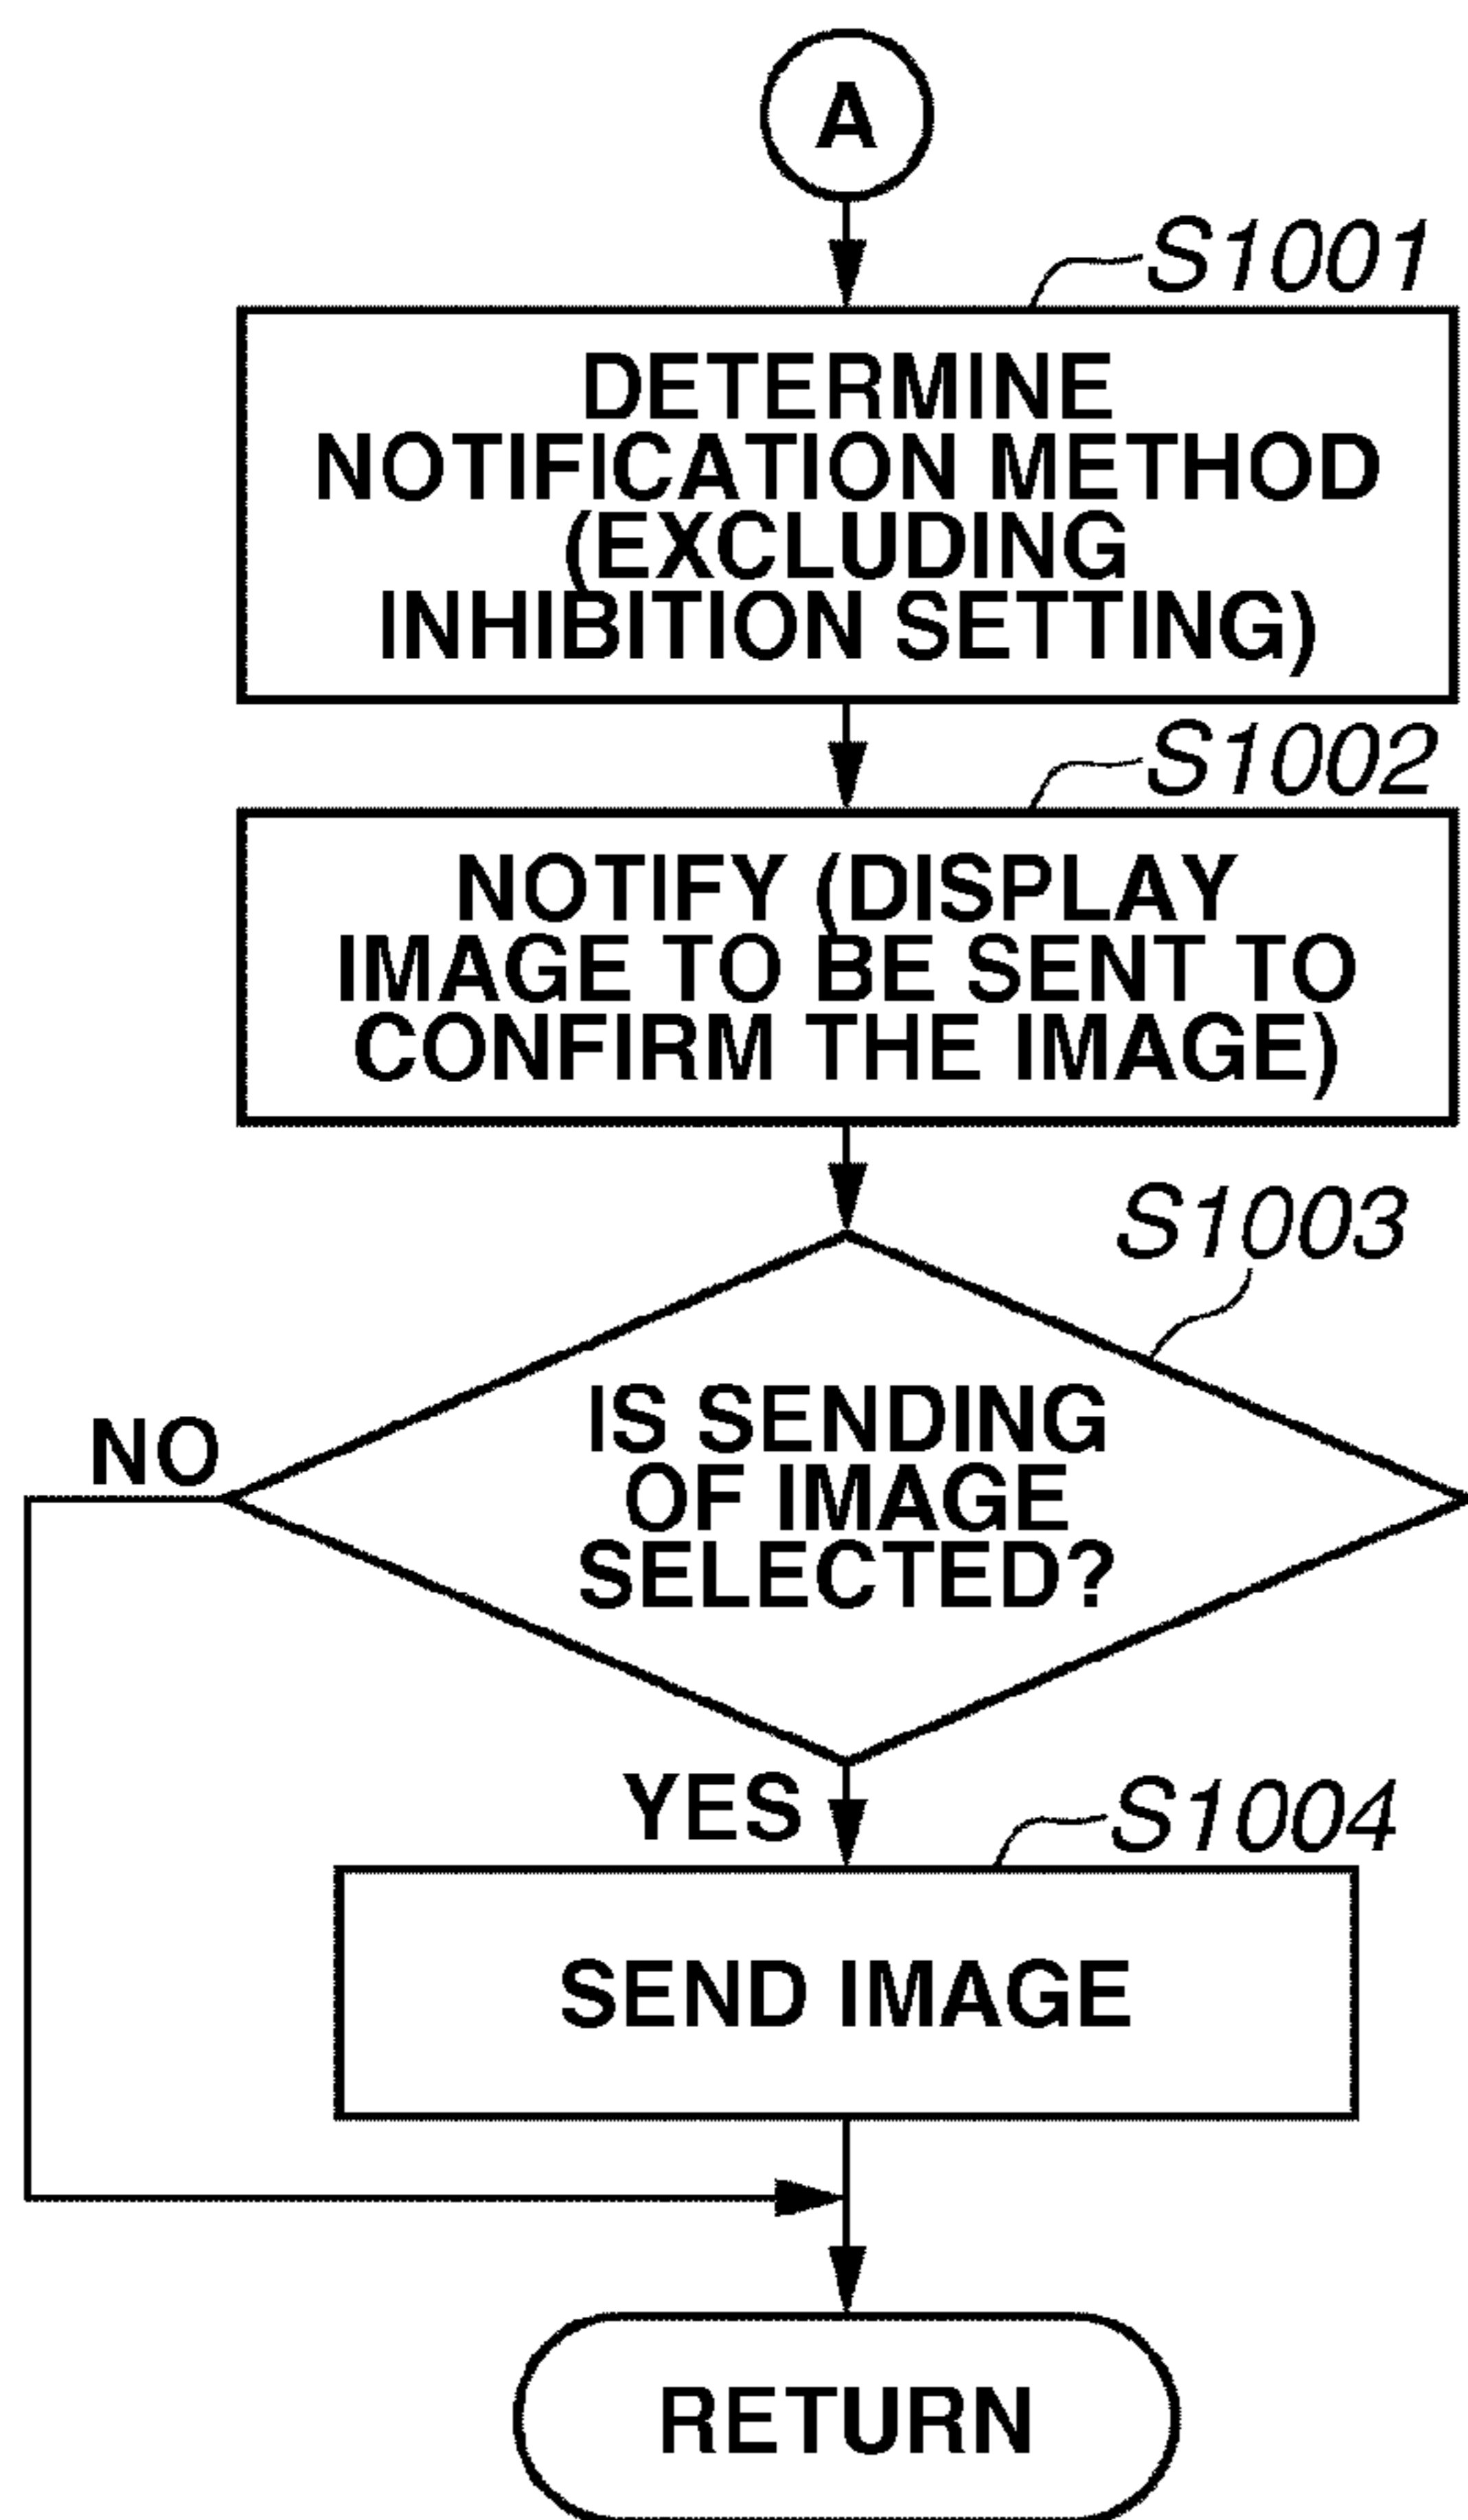 A
S1001
DETERMINE
NOTIFICATION METHOD
(EXCLUDING
INHIBITION SETTING)
S1002
NOTIFY (DISPLAY
IMAGE TO BE SENT TO
CONFIRM THE IMAGE)
S1003
IS SENDING
OF IMAGE
SELECTED?
NO
YES
S1004
SEND IMAGE
RETURN